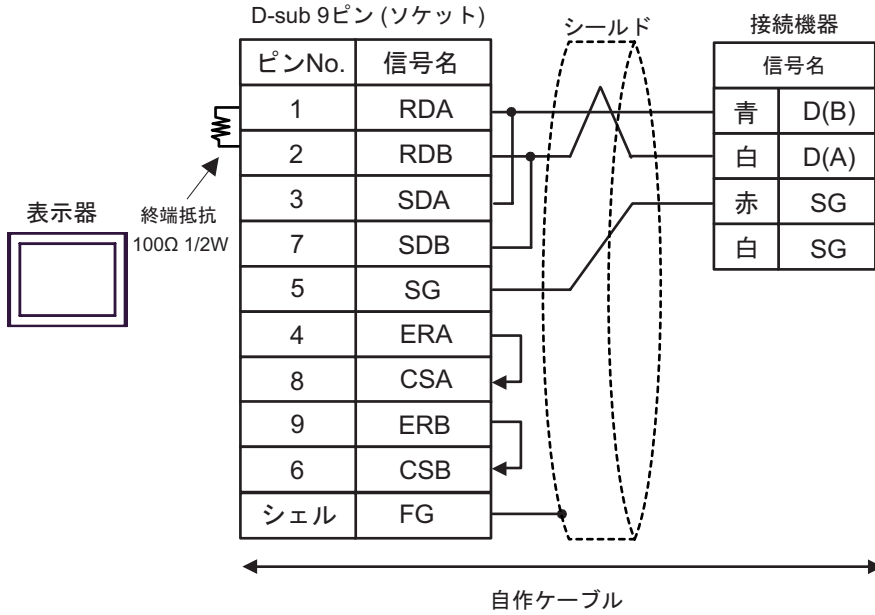 D-sub 9ピン (ソケット)
シールド
接続機器
ピンNo. 信号名
信号名
1 RDA
青 D(B)
2 RDB
白 D(A)
3 SDA
赤 SG
7 SDB
白 SG
5 SG
4 ERA
8 CSA
9 ERB
6 CSB
シェル FG
表示器
終端抵抗
100Ω 1/2W
自作ケーブル